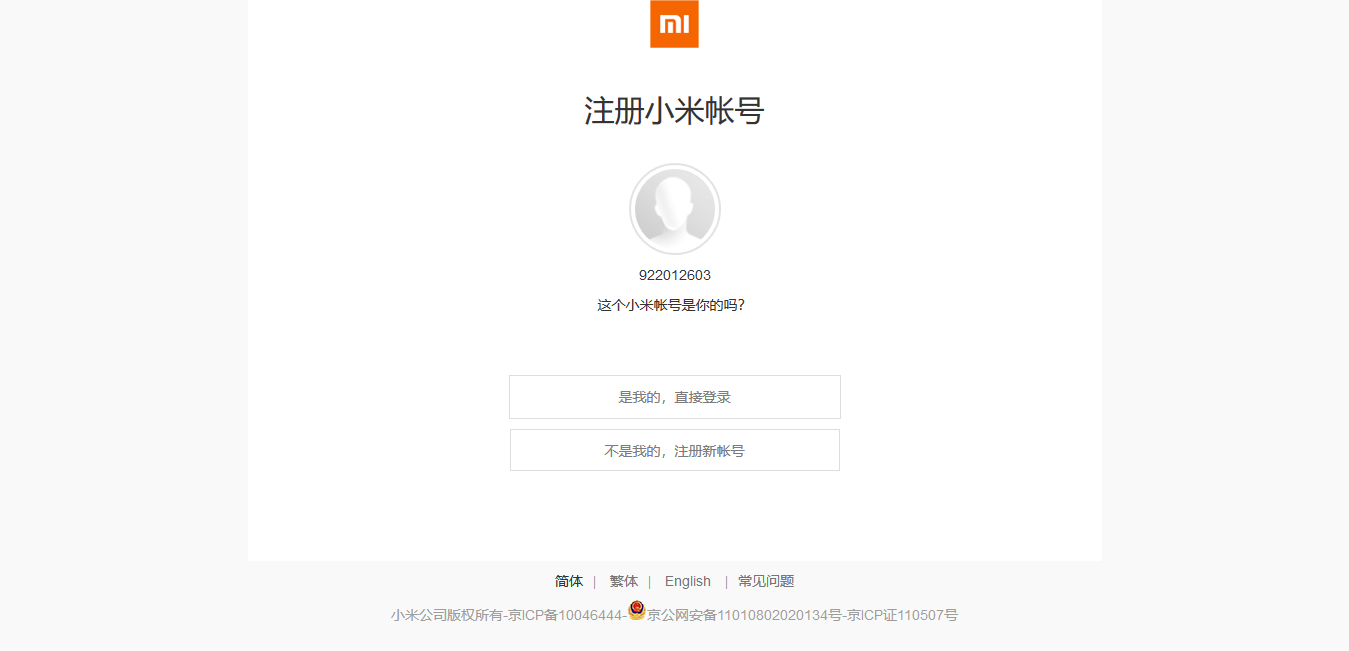 mi
注册小米帐号
922012603
这个小米帐号是你的吗?
是我的，直接登录
不是我的，注册新帐号
简体 | 繁体 | English | 常见问题
小米公司版权所有-京ICP备10046444-京公网安备11010802020134号-京ICP证110507号